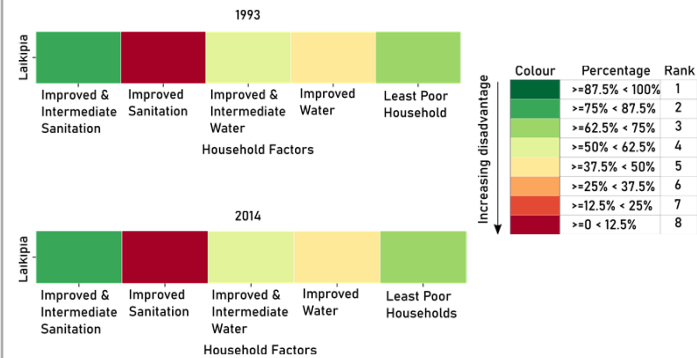 1993
Laikipia
Improved &
Intermediate
Sanitation
Improved
Sanitation
Improved &
Intermediate
Water
Improved
Water
Least Poor
Household
Household Factors
2014
Laikipia
Improved &
Intermediate
Sanitation
Improved
Sanitation
Improved &
Intermediate
Water
Improved
Water
Least Poor
Households
Household Factors
Increasing disadvantage
Colour Percentage Rank
>=87.5% < 100% 1
>=75% < 87.5% 2
>=62.5% < 75% 3
>=50% < 62.5% 4
>=37.5% < 50% 5
>=25% < 37.5% 6
>=12.5% < 25% 7
>=0 < 12.5% 8